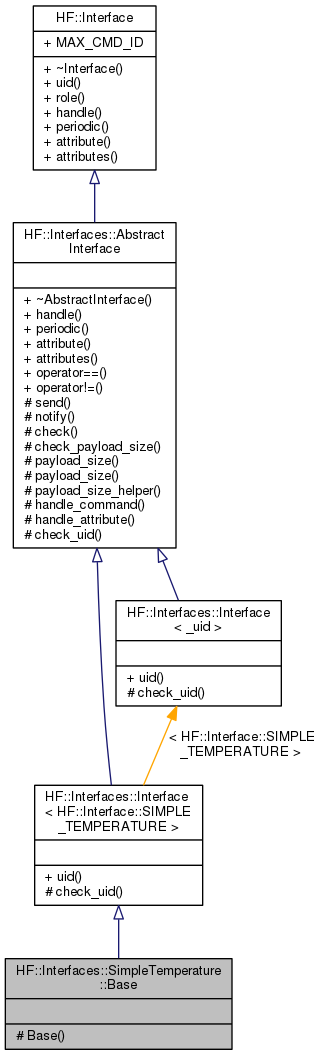 HF::Interface
+ MAX_CMD_ID
+ ~Interface()
+ uid()
+ role()
+ handle()
+ periodic()
+ attribute()
+ attributes()
HF::Interfaces::Abstract
Interface
+ ~AbstractInterface()
+ handle()
+ periodic()
+ attribute()
+ attributes()
+ operator==()
+ operator!=()
# send()
# notify()
# check()
# check_payload_size()
# payload_size()
# payload_size()
# payload_size_helper()
# handle_command()
# handle_attribute()
# check_uid()
HF::Interfaces::Interface
< _uid >
+ uid()
# check_uid()
< HF::Interface::SIMPLE
_TEMPERATURE >
HF::Interfaces::Interface
< HF::Interface::SIMPLE
_TEMPERATURE >
+ uid()
# check_uid()
HF::Interfaces::SimpleTemperature
::Base
# Base()